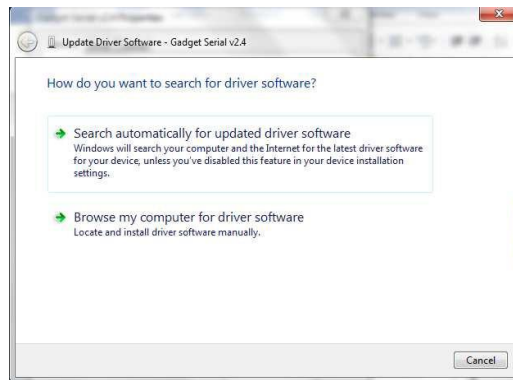 Update Driver Software - Gadget Serial v2.4
How do you want to search for driver software?
Search automatically for updated driver software
Windows will search your computer and the Internet for the latest driver software
for your device, unless you've disabled this feature in your device installation
settings.
Browse my computer for driver software
Locate and install driver software manually.
Cancel